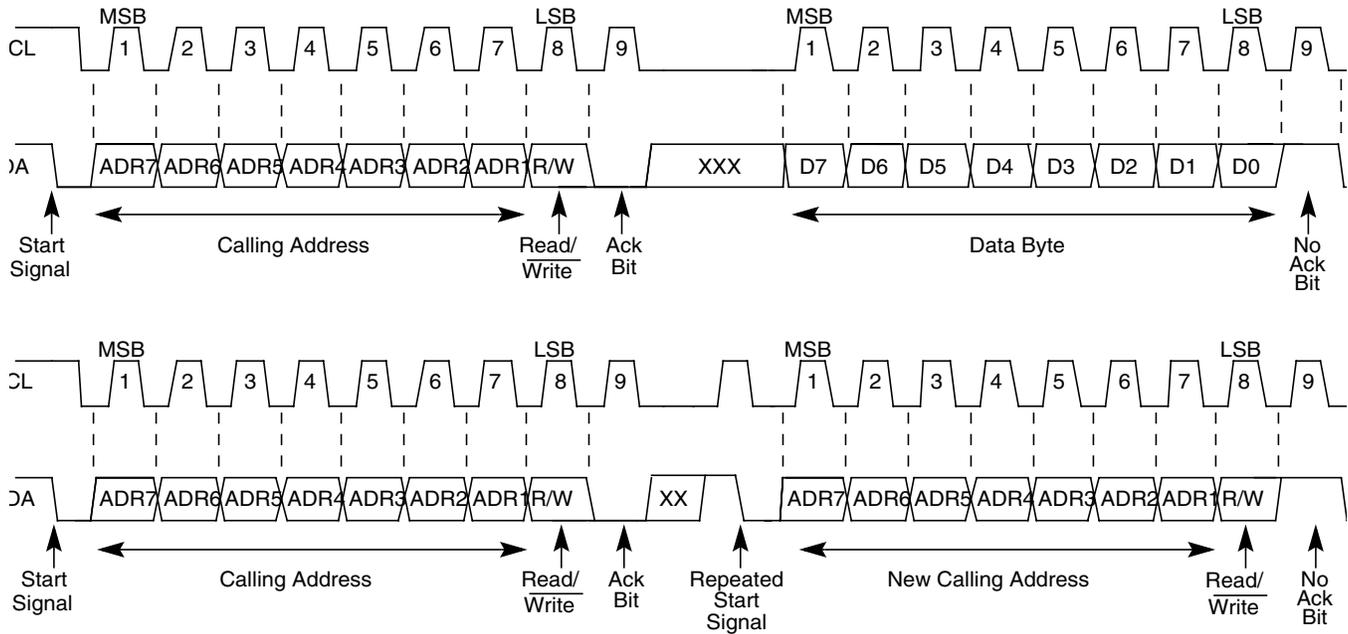 MSB LSB MSB LSB
CL 1 2 3 4 5 6 7 8 9 1 2 3 4 5 6 7 8 9
DA ADR7 ADR6 ADR5 ADR4 ADR3 ADR2 ADR1 R/W XXX D7 D6 D5 D4 D3 D2 D1 D0
Start Signal
Calling Address
Read/
Write
Ack
Bit
Data Byte
No
Ack
Bit
MSB LSB MSB LSB
CL 1 2 3 4 5 6 7 8 9 1 2 3 4 5 6 7 8 9
DA ADR7 ADR6 ADR5 ADR4 ADR3 ADR2 ADR1 R/W XX ADR7 ADR6 ADR5 ADR4 ADR3 ADR2 ADR1 R/W
Start
Signal
Calling Address
Read/
Write
Ack
Bit
Repeated
Start
Signal
New Calling Address
Read/
Write
No
Ack
Bit